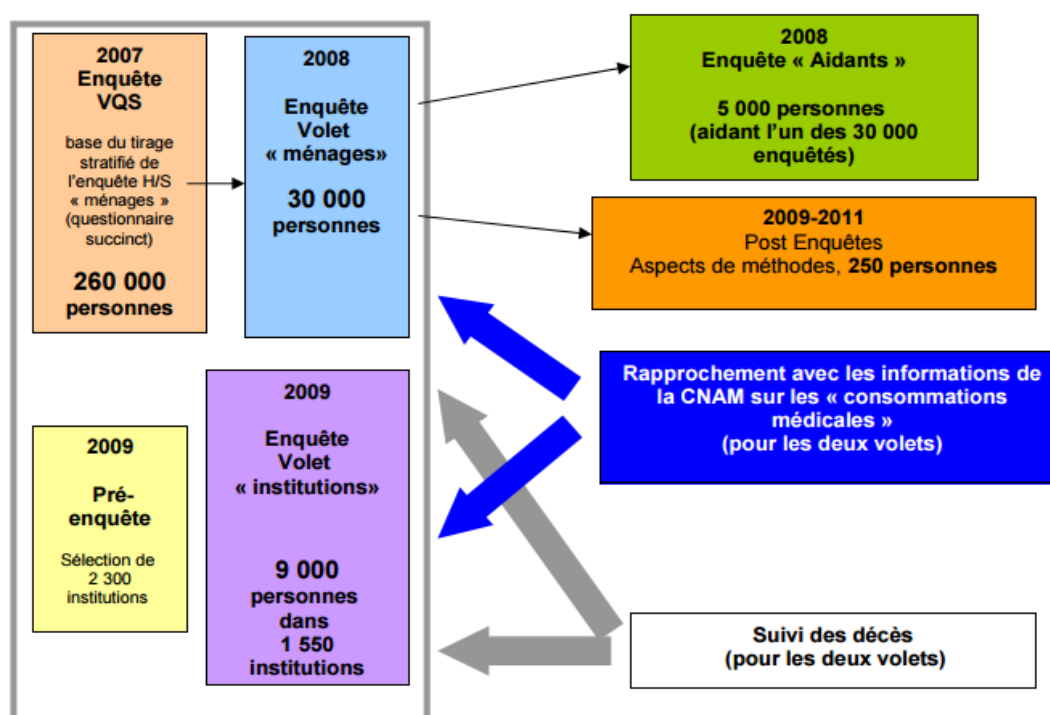 2007
Enquête
VQS
base du tirage
stratifié de
l'enquête H/S
« ménages »
(questionnaire
succinct)
260 000
personnes
2008
Enquête
Volet
« ménages»
30 000
personnes
2008
Enquête « Aidants »
5 000 personnes
(aidant l'un des 30 000
enquêtés)
2009-2011
Post Enquêtes
Aspects de méthodes, 250 personnes
Rapprochement avec les informations de
la CNAM sur les « consommations
médicales »
(pour les deux volets)
2009
Pré-
enquête
Sélection de
2 300
institutions
2009
Enquête
Volet
« institutions»
9 000
personnes
dans
1 550
institutions
Suivi des décès
(pour les deux volets)